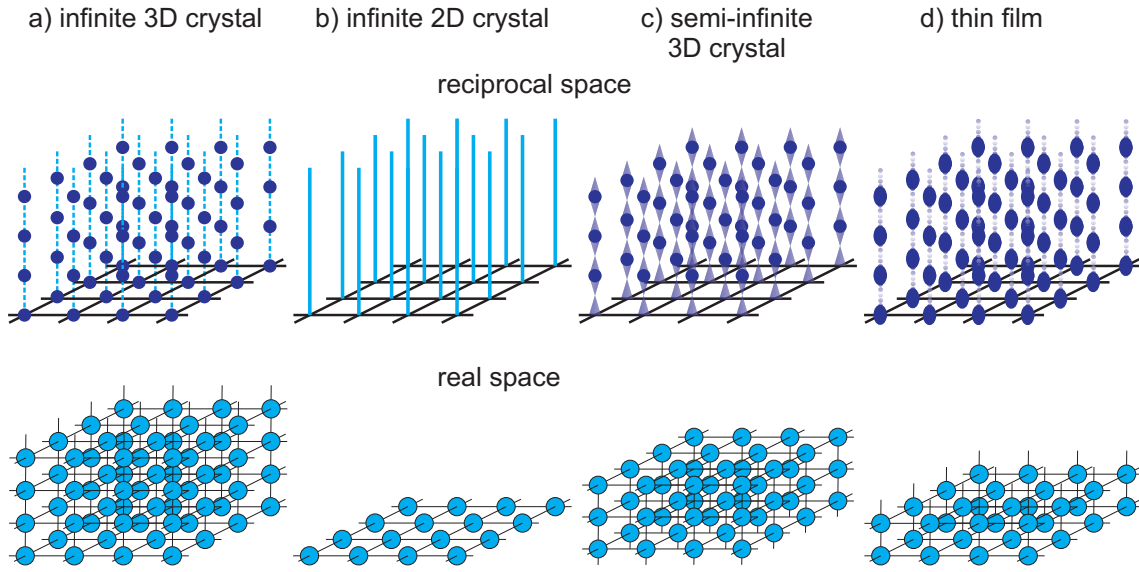 a) infinite 3D crystal
b) infinite 2D crystal
c) semi-infinite
3D crystal
d) thin film
reciprocal space
real space